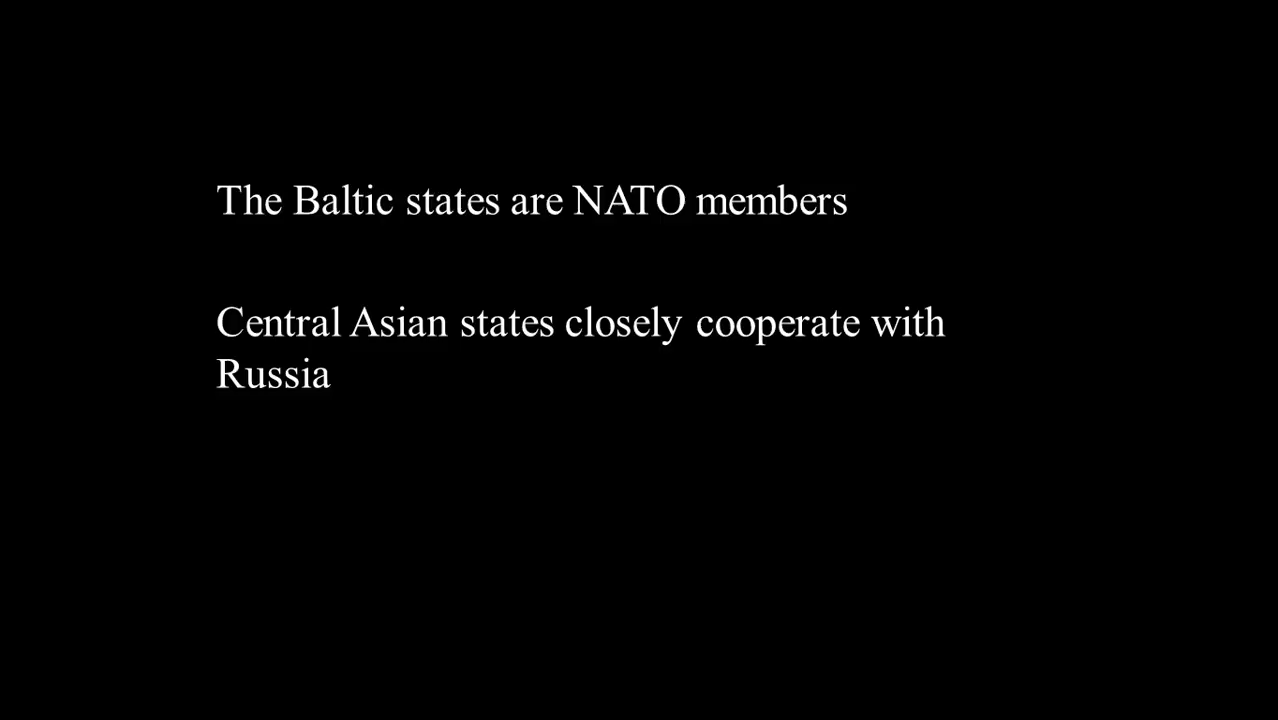 The Baltic states are NATO members
Central Asian states closely cooperate with
Russia